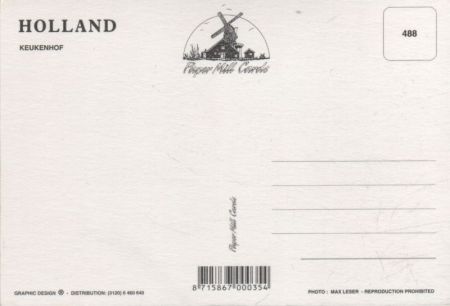 HOLLAND
KEUKENHOF
Paper Mill Cards
488
Paper Mill Cards
8 715867 000354
GRAPHIC DESIGN ® - DISTRIBUTION: (0120) 6 460 640
PHOTO : MAX LESER - REPRODUCTION PROHIBITED